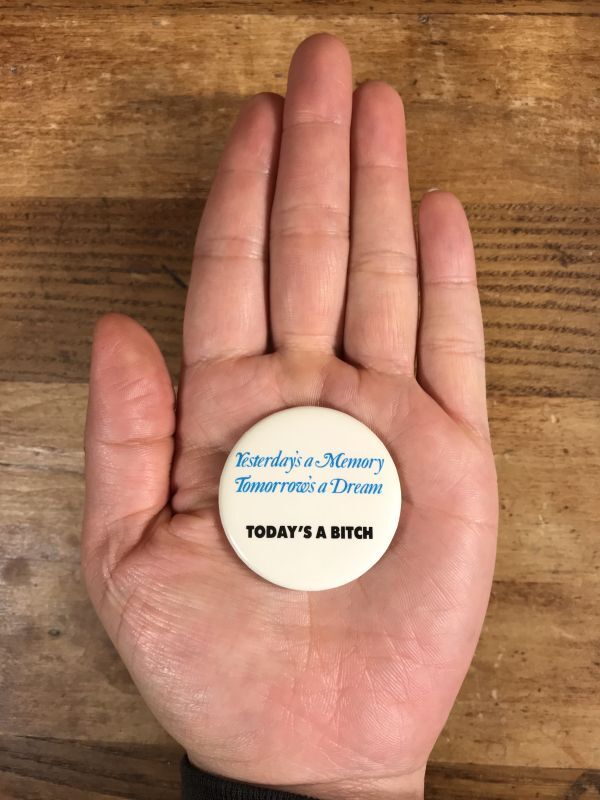 Yesterday's a Memory
Tomorrow's a Dream
TODAY'S A BITCH